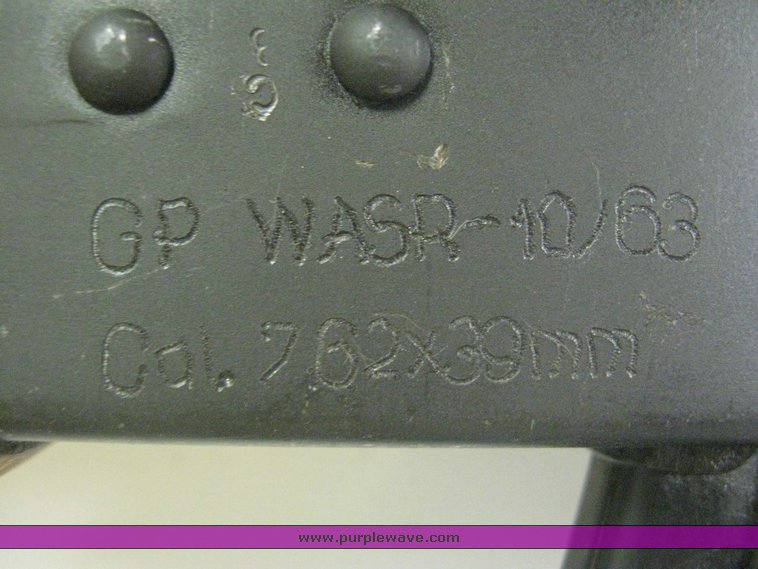 GP WASR-10/63
Cal. 7.62x39mm
www.purplewave.com